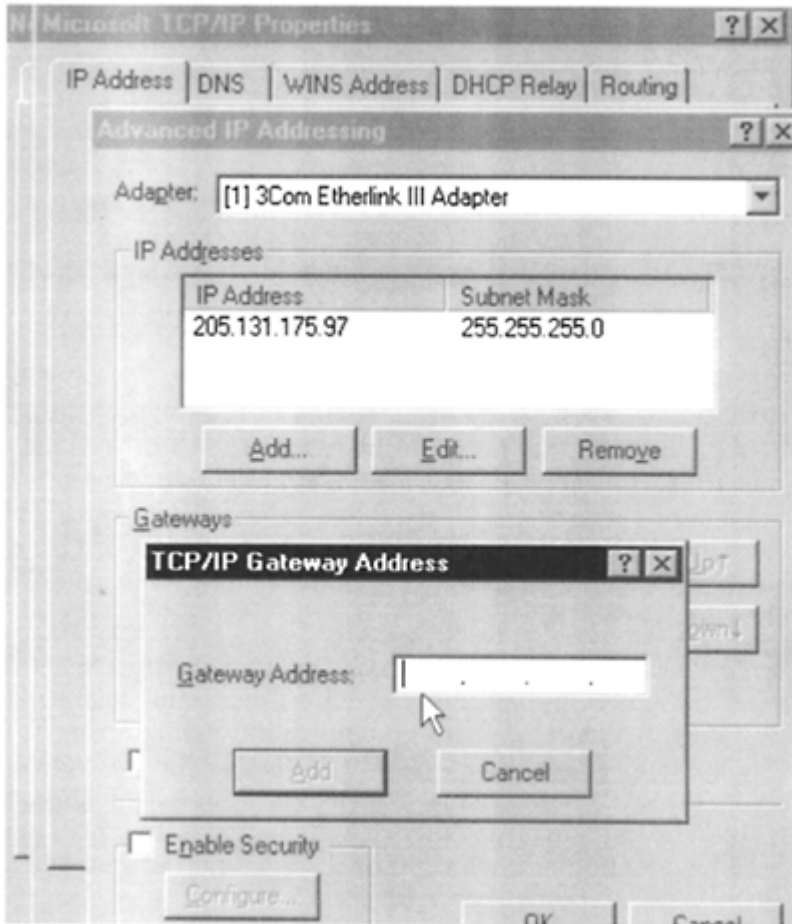 Microsoft TCP/IP Properties
IP Address DNS WINS Address DHCP Relay Routing
Advanced IP Addressing
Adapter: [1] 3Com Etherlink III Adapter
IP Addresses
IP Address Subnet Mask
205.131.175.97 255.255.255.0
Add... Edit... Remove
Gateways
TCP/IP Gateway Address
Gateway Address: . . .
Add Cancel
Enable Security
Configure...
OK Cancel